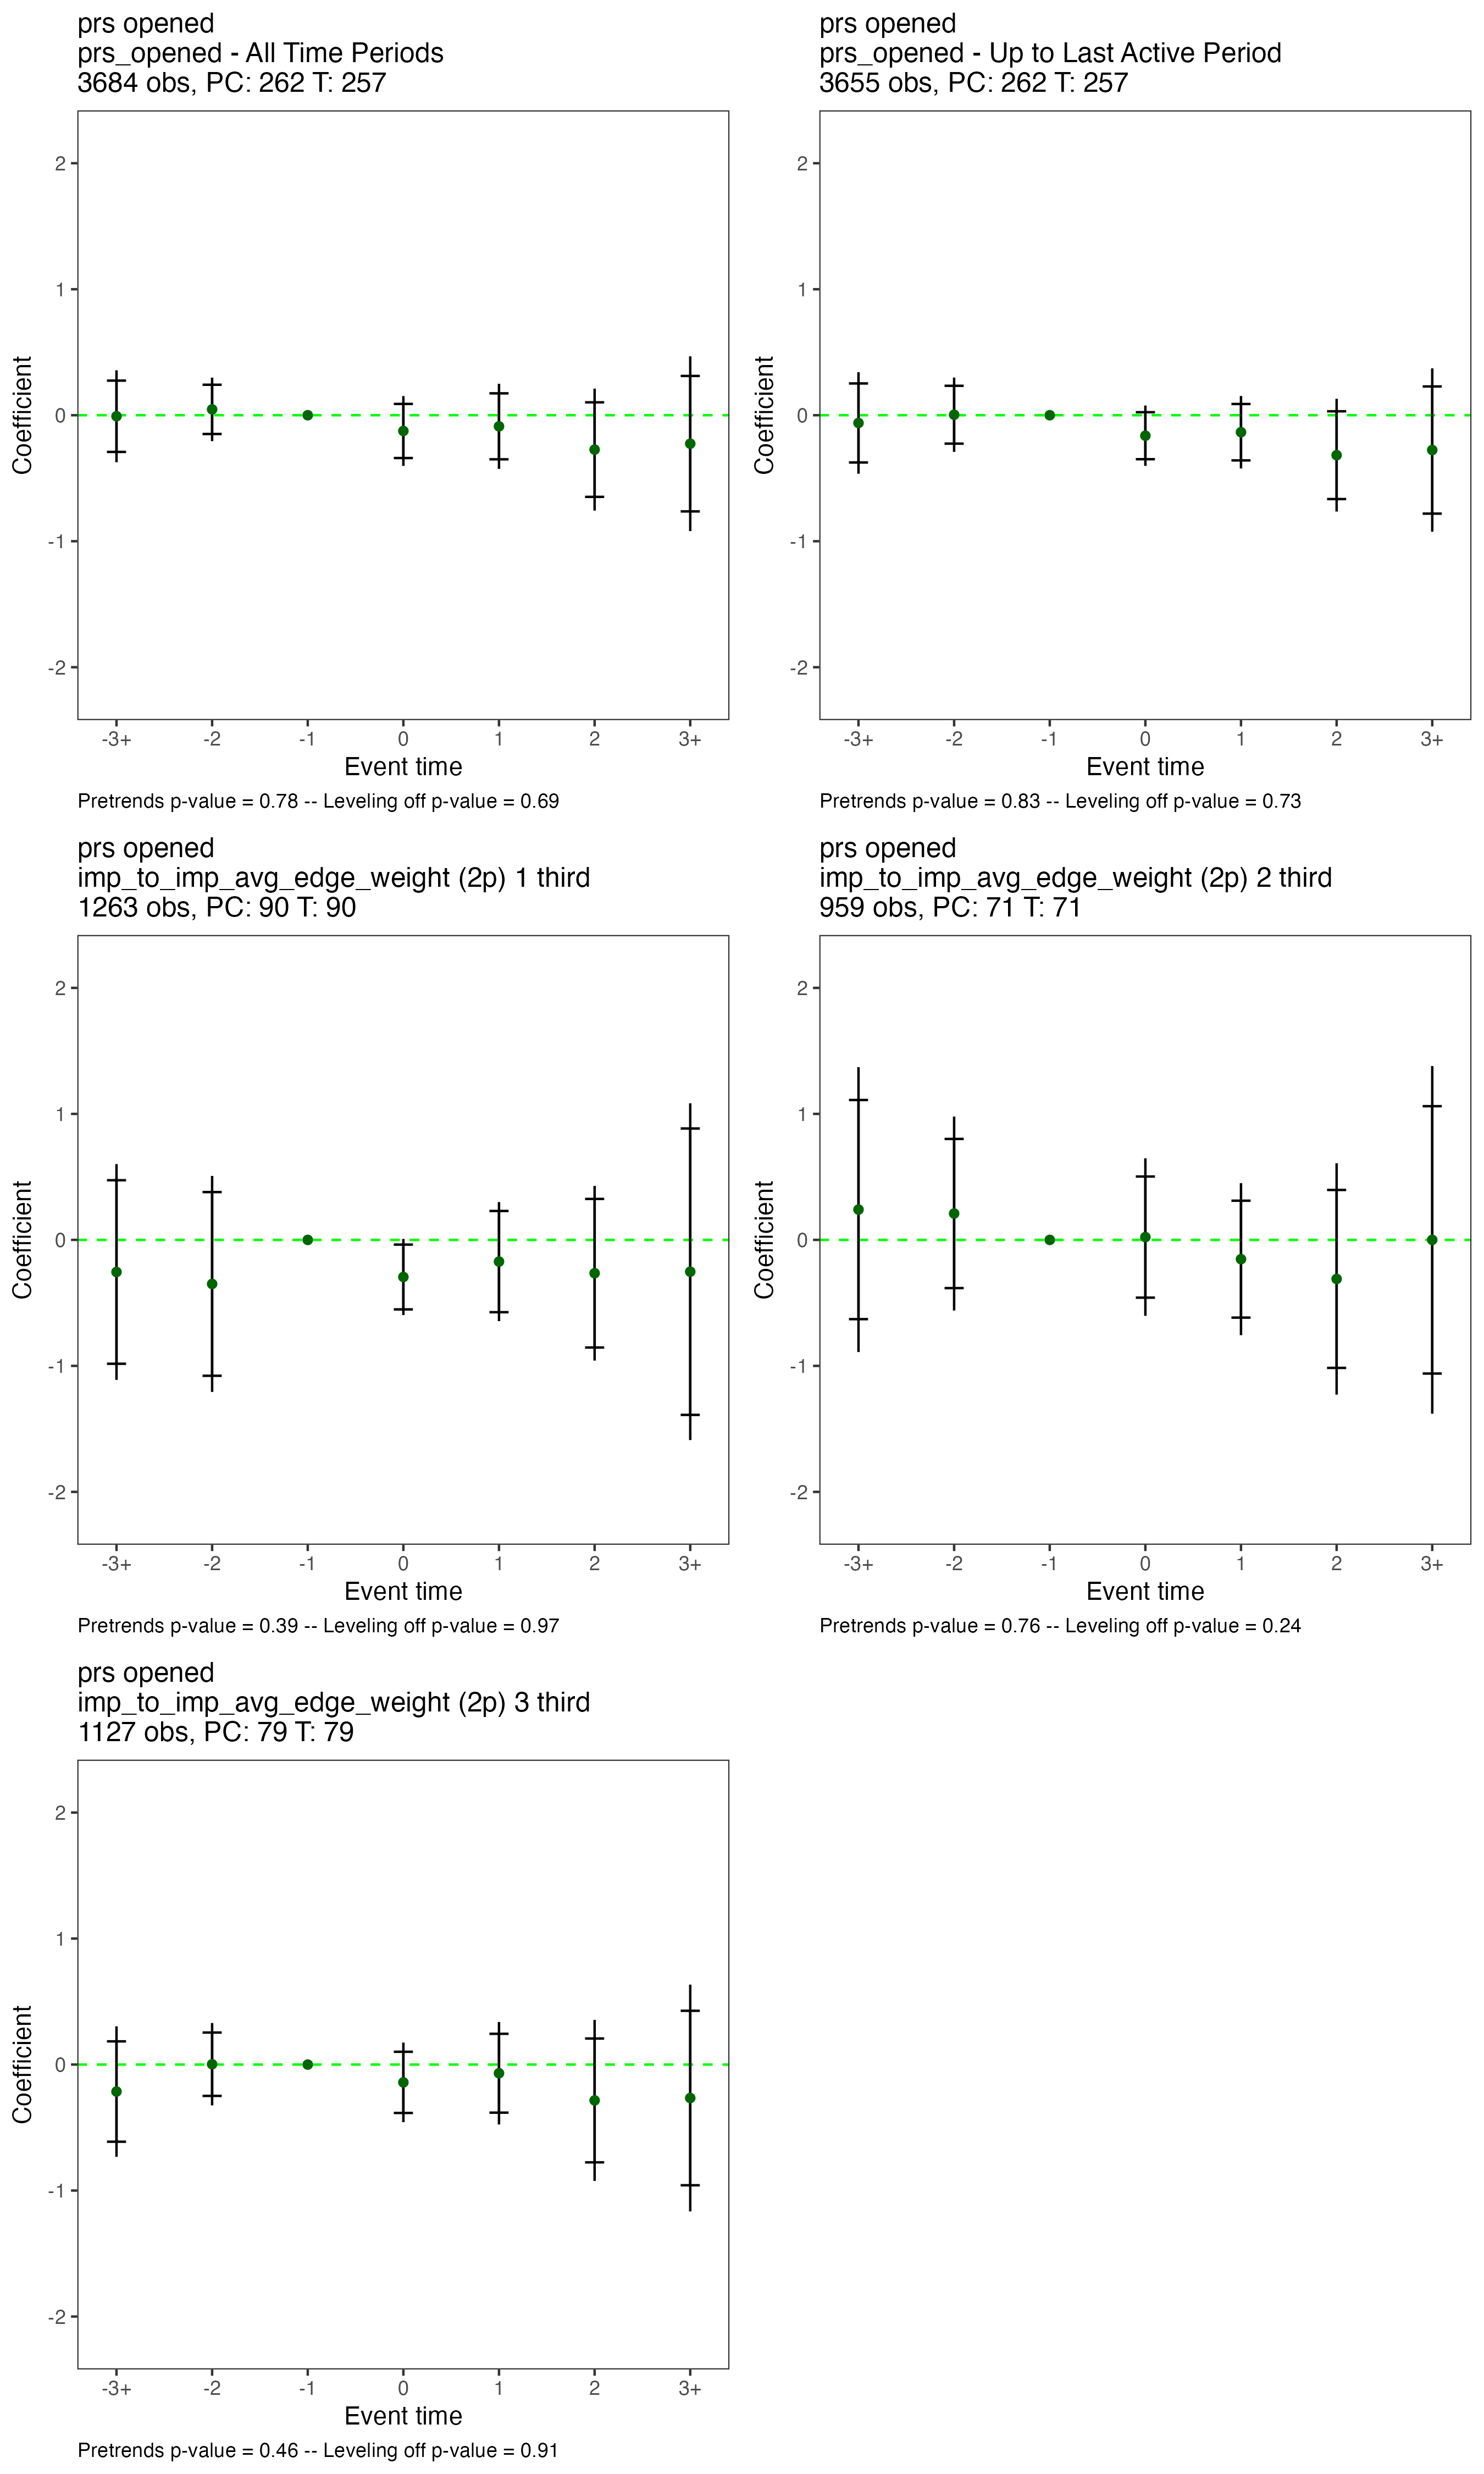 prs opened
prs_opened - All Time Periods
3684 obs, PC: 262 T: 257
Coefficient
2
1
0
-1
-2
-3+ -2 -1 0 1 2 3+
Event time
Pretrends p-value = 0.78 -- Leveling off p-value = 0.69
prs opened
prs_opened - Up to Last Active Period
3655 obs, PC: 262 T: 257
Coefficient
2
1
0
-1
-2
-3+ -2 -1 0 1 2 3+
Event time
Pretrends p-value = 0.83 -- Leveling off p-value = 0.73
prs opened
imp_to_imp_avg_edge_weight (2p) 1 third
1263 obs, PC: 90 T: 90
Coefficient
2
1
0
-1
-2
-3+ -2 -1 0 1 2 3+
Event time
Pretrends p-value = 0.39 -- Leveling off p-value = 0.97
prs opened
imp_to_imp_avg_edge_weight (2p) 2 third
959 obs, PC: 71 T: 71
Coefficient
2
1
0
-1
-2
-3+ -2 -1 0 1 2 3+
Event time
Pretrends p-value = 0.76 -- Leveling off p-value = 0.24
prs opened
imp_to_imp_avg_edge_weight (2p) 3 third
1127 obs, PC: 79 T: 79
Coefficient
2
1
0
-1
-2
-3+ -2 -1 0 1 2 3+
Event time
Pretrends p-value = 0.46 -- Leveling off p-value = 0.91